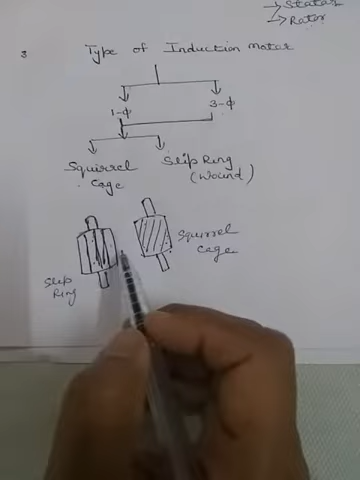 → Stator
→ Rotor
3 Type of Induction motor
1-ф 3-ф
Squirrel cage
Slip Ring (Wound)
Slip Ring
Squirrel cage